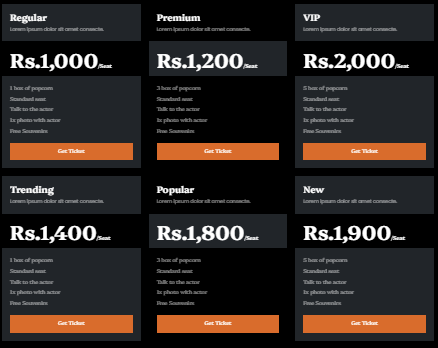 Regular
Lorem ipsum dolor sit amet consecte.
Rs.1,000/Seat
1 box of popcorn
Standard seat
Talk to the actor
1x photo with actor
Free Souvenirs
Get Ticket
Premium
Lorem ipsum dolor sit amet consecte.
Rs.1,200/Seat
3 box of popcorn
Standard seat
Talk to the actor
1x photo with actor
Free Souvenirs
Get Ticket
VIP
Lorem ipsum dolor sit amet consecte.
Rs.2,000/Seat
5 box of popcorn
Standard seat
Talk to the actor
1x photo with actor
Free Souvenirs
Get Ticket
Trending
Lorem ipsum dolor sit amet consecte.
Rs.1,400/Seat
1 box of popcorn
Standard seat
Talk to the actor
1x photo with actor
Free Souvenirs
Get Ticket
Popular
Lorem ipsum dolor sit amet consecte.
Rs.1,800/Seat
3 box of popcorn
Standard seat
Talk to the actor
1x photo with actor
Free Souvenirs
Get Ticket
New
Lorem ipsum dolor sit amet consecte.
Rs.1,900/Seat
5 box of popcorn
Standard seat
Talk to the actor
1x photo with actor
Free Souvenirs
Get Ticket